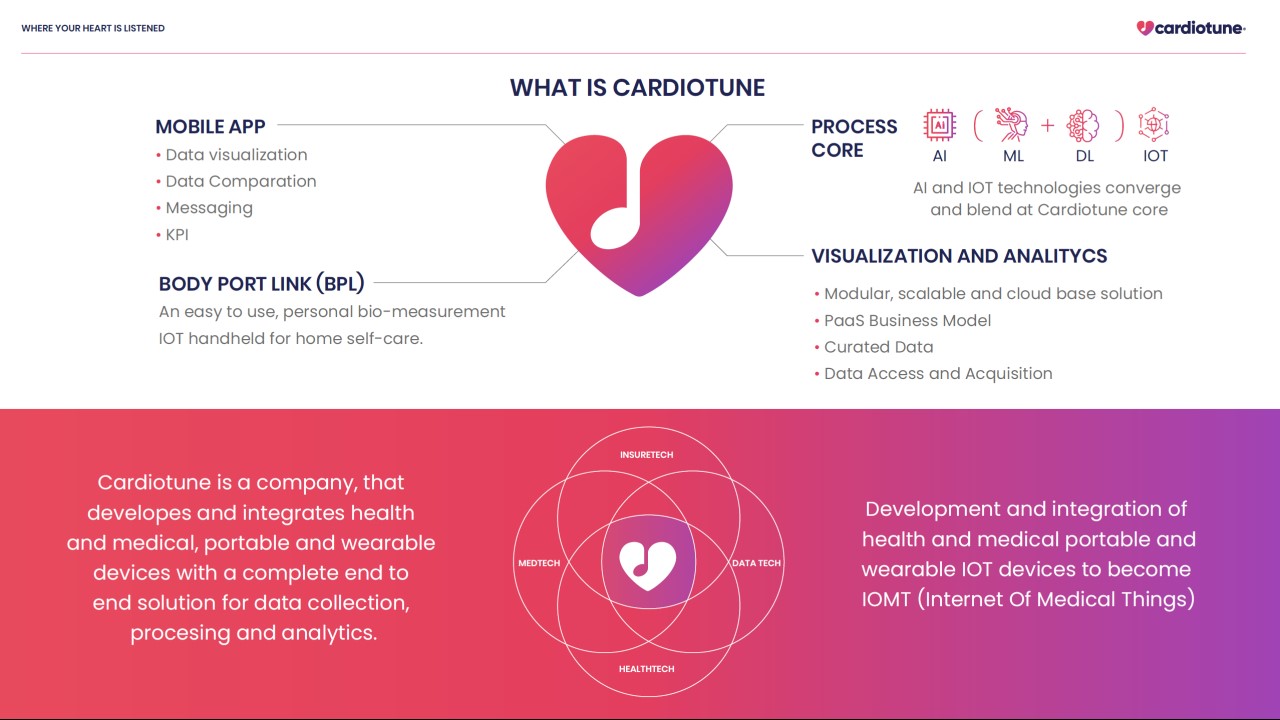 WHERE YOUR HEART IS LISTENED
cardiotune
WHAT IS CARDIOTUNE
MOBILE APP
• Data visualization
• Data Comparation
• Messaging
• KPI
BODY PORT LINK (BPL)
An easy to use, personal bio-measurement
IOT handheld for home self-care.
PROCESS
CORE
Ai
( + )
AI ML DL IOT
AI and IOT technologies converge
and blend at Cardiotune core
VISUALIZATION AND ANALITYCS
• Modular, scalable and cloud base solution
• PaaS Business Model
• Curated Data
• Data Access and Acquisition
Cardiotune is a company, that
developes and integrates health
and medical, portable and wearable
devices with a complete end to
end solution for data collection,
procesing and analytics.
INSURETECH
MEDTECH
DATA TECH
HEALTHTECH
Development and integration of
health and medical portable and
wearable IOT devices to become
IOMT (Internet Of Medical Things)